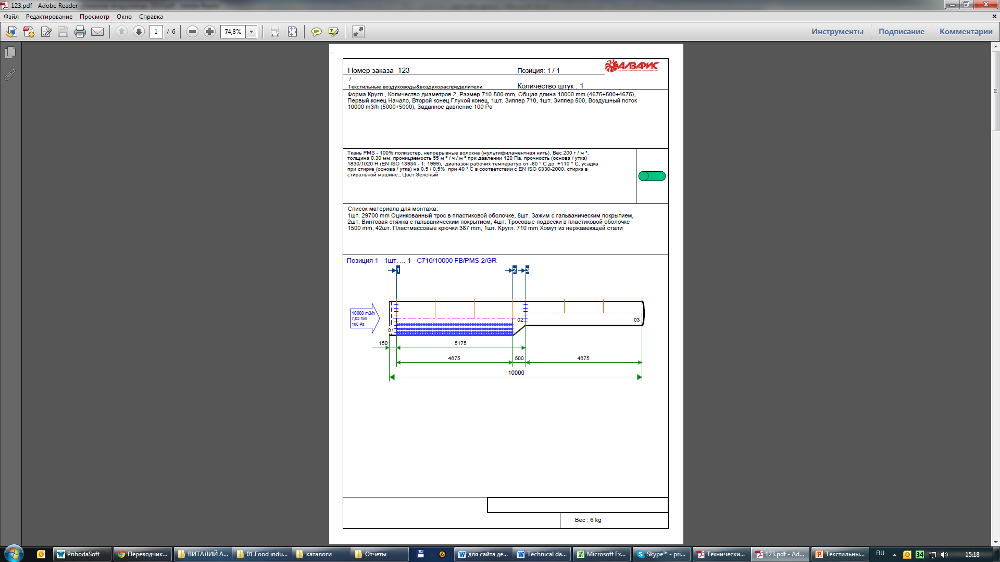 123.pdf - Adobe Reader
Файл Редактирование Просмотр Окно Справка
1 / 6 74,8% Инструменты Подписание Комментарии
Номер заказа 123 Позиция: 1 / 1 АЛВАРИС
/
Текстильные воздуховоды&воздухораспределители Количество штук : 1
Форма Кругл., Количество диаметров 2, Размер 710-500 mm, Общая длина 10000 mm (4675+500+4675),
Первый конец Начало, Второй конец Глухой конец, 1шт. Зиппер 710, 1шт. Зиппер 500, Воздушный поток
10000 m3/h (5000+5000), Заданное давление 100 Pa
Ткань PMS - 100% полиэстер, непрерывные волокна (мультифиламентная нить). Вес 200 г / м ²,
толщина 0,30 мм, проницаемость 55 м ³ / ч / м ² при давлении 120 Па, прочность (основа / утка)
1830/1020 Н (EN ISO 13934 - 1: 1999), диапазон рабочих температур от -60 ° C до +110 ° C, усадка
при стирке (основа / утка) на 0,5 / 0,5% при 40 ° C в соответствии с EN ISO 6330-2000, стирка в
стиральной машине., Цвет Зелёный
Список материала для монтажа:
1шт. 29700 mm Оцинкованный трос в пластиковой оболочке, 8шт. Зажим с гальваническим покрытием,
2шт. Винтовая стяжка с гальваническим покрытием, 4шт. Тросовые подвески в пластиковой оболочке
1500 mm, 42шт. Пластмассовые крючки 387 mm, 1шт. Кругл. 710 mm Хомут из нержавеющей стали
Позиция 1 - 1шт. ... 1 - C710/10000 FB/PMS-2/GR
1 2 3
10000 m3/h
7,02 m/s
100 Pa
01 02 03
150 5175
4675 500 4675
10000
Вес : 6 kg
PrihodaSoft Переводчик... ВИТАЛИЙ А... 01.Food indu... каталоги Отчеты для сайта де... Technical da... Microsoft Ex... Skype™ - pri... Технически... 123.pdf - Ad... Текстильны... RU 34 15:18